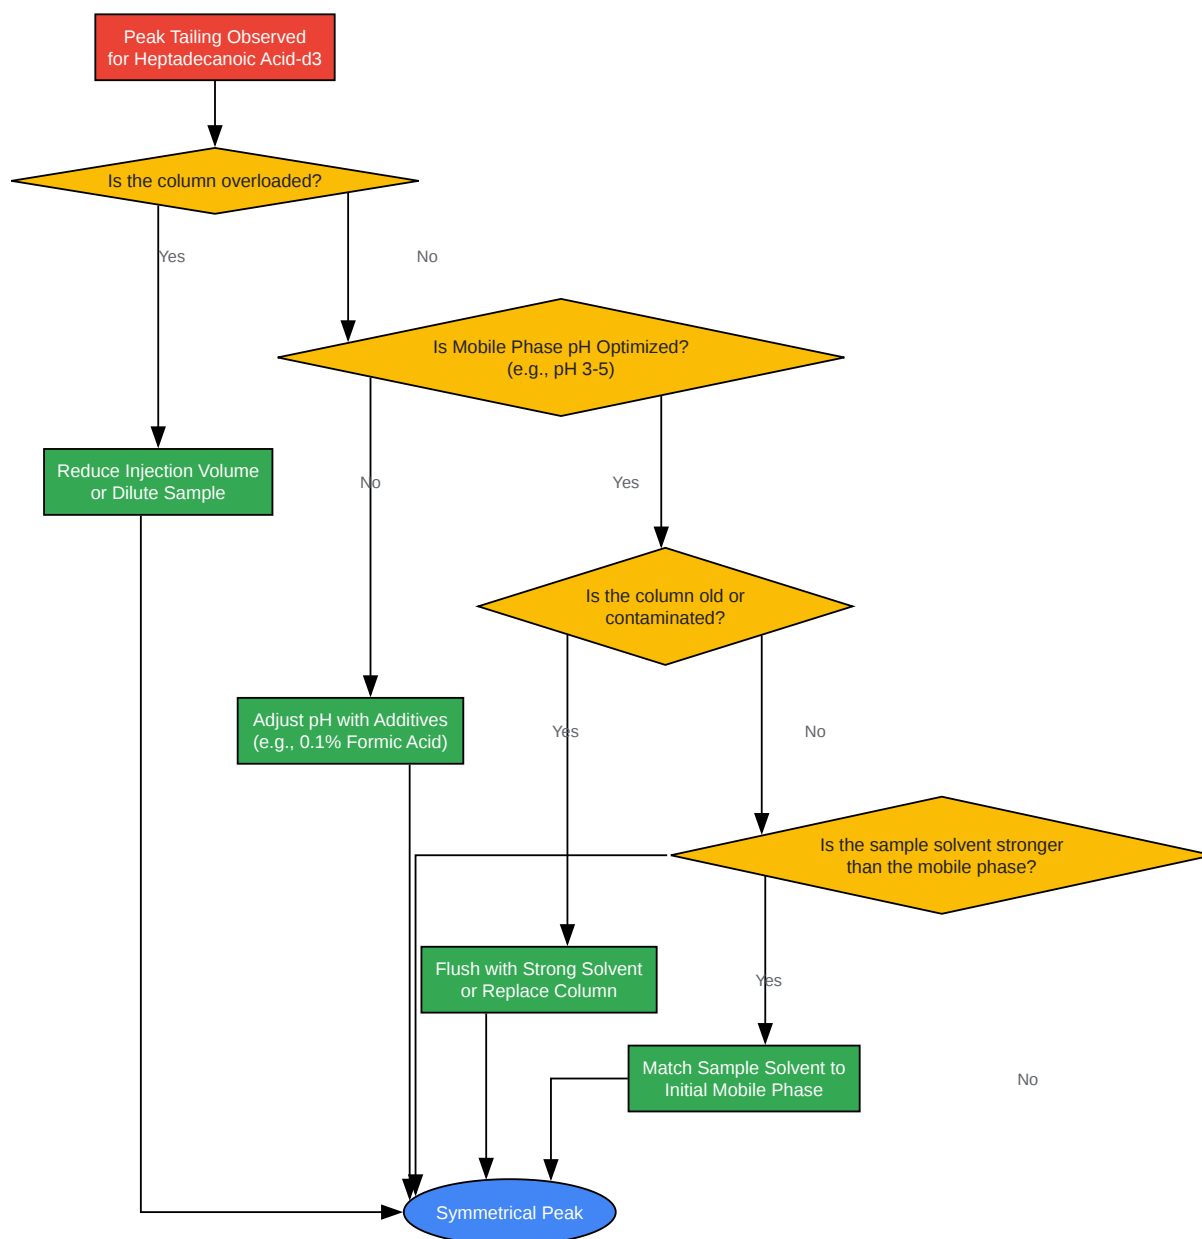 Peak Tailing Observed
for Heptadecanoic Acid-d3
Is the column overloaded?
Yes
No
Is Mobile Phase pH Optimized?
(e.g., pH 3-5)
Reduce Injection Volume
or Dilute Sample
No
Yes
Is the column old or
contaminated?
Adjust pH with Additives
(e.g., 0.1% Formic Acid)
Yes
No
Is the sample solvent stronger
than the mobile phase?
Flush with Strong Solvent
or Replace Column
Yes
Match Sample Solvent to
Initial Mobile Phase
No
Symmetrical Peak